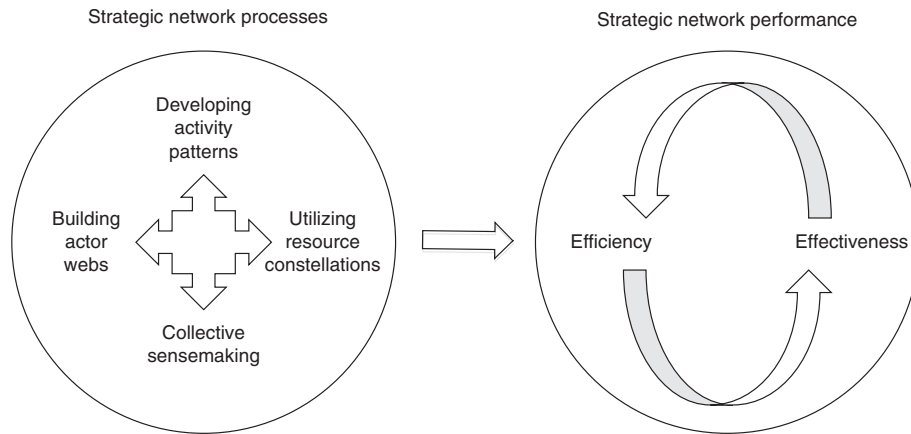 Strategic network processes
Developing
activity
patterns
Building
actor
webs
Utilizing
resource
constellations
Collective
sensemaking
Strategic network performance
Efficiency
Effectiveness